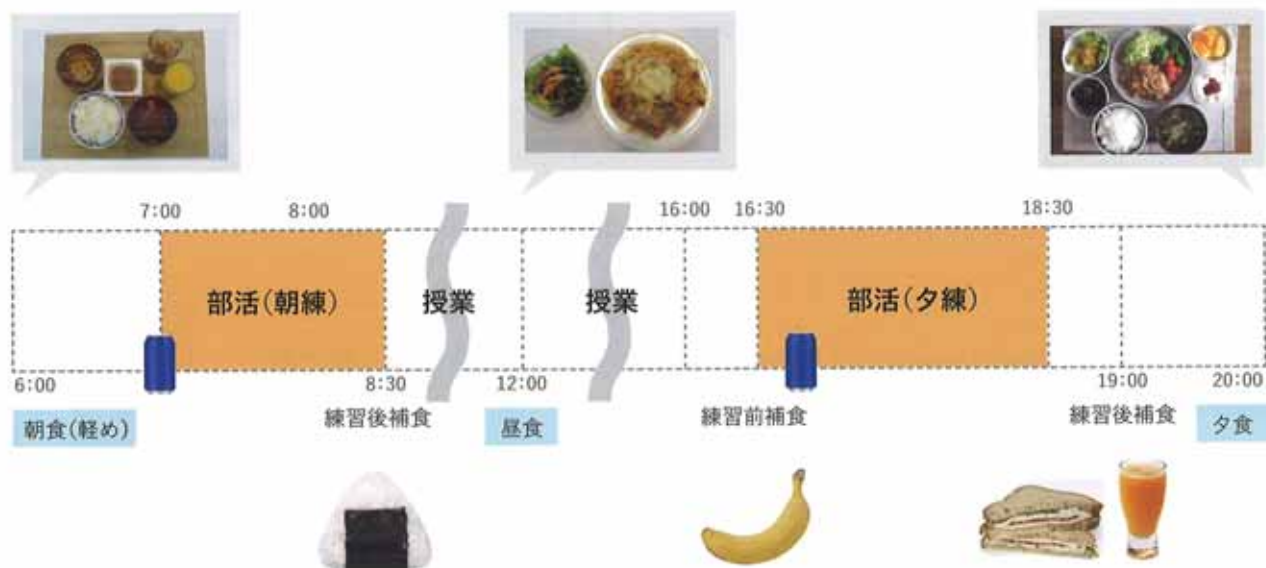 7:00
8:00
16:00
16:30
18:30
部活(朝練)
授業
授業
部活(夕練)
6:00
8:30
12:00
19:00
20:00
朝食(軽め)
練習後補食
昼食
練習前補食
練習後補食
夕食